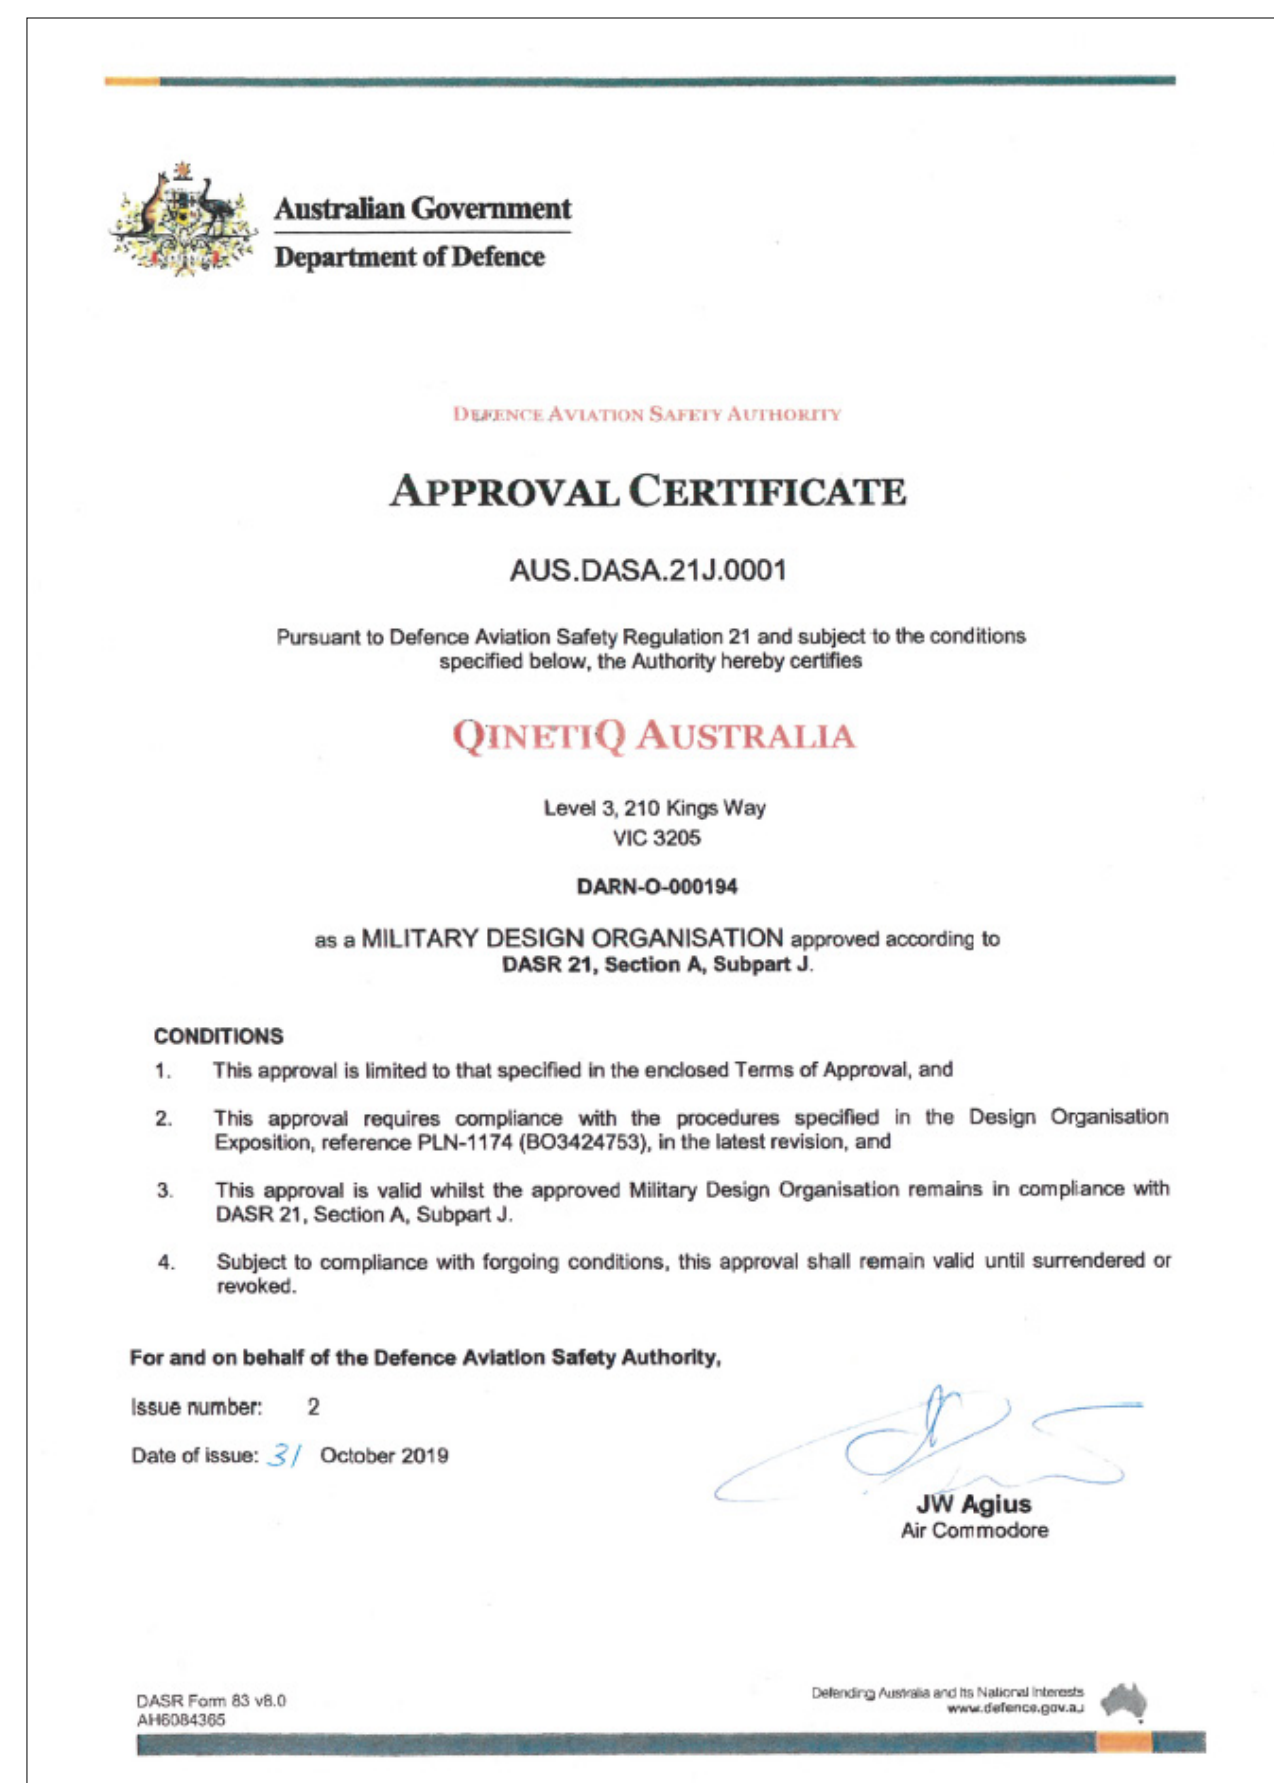 Australian Government
Department of Defence
DEFENCE AVIATION SAFETY AUTHORITY
APPROVAL CERTIFICATE
AUS.DASA.21J.0001
Pursuant to Defence Aviation Safety Regulation 21 and subject to the conditions
specified below, the Authority hereby certifies
QINETIQ AUSTRALIA
Level 3, 210 Kings Way
VIC 3205
DARN-O-000194
as a MILITARY DESIGN ORGANISATION approved according to
DASR 21, Section A, Subpart J.
CONDITIONS
1. This approval is limited to that specified in the enclosed Terms of Approval, and
2. This approval requires compliance with the procedures specified in the Design Organisation
Exposition, reference PLN-1174 (BO3424753), in the latest revision, and
3. This approval is valid whilst the approved Military Design Organisation remains in compliance with
DASR 21, Section A, Subpart J.
4. Subject to compliance with forgoing conditions, this approval shall remain valid until surrendered or
revoked.
For and on behalf of the Defence Aviation Safety Authority,
Issue number: 2
Date of issue: 31 October 2019
JW Agius
Air Commodore
DASR Form 83 v8.0
AH6084365
Defending Australia and its National Interests
www.defence.gov.au